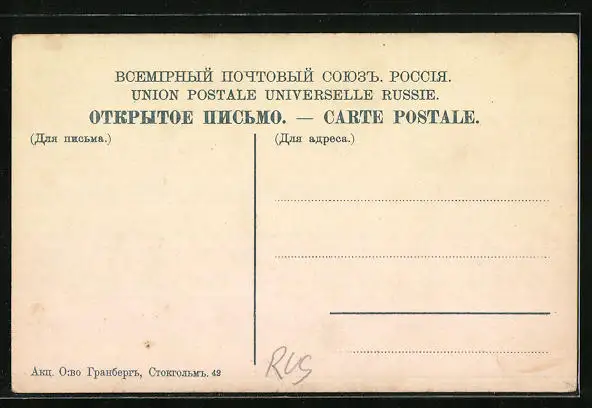 ВСЕМІРНЫЙ ПОЧТОВЫЙ СОЮЗЪ. РОССІЯ.
UNION POSTALE UNIVERSELLE RUSSIE.
ОТКРЫТОЕ ПИСЬМО. — CARTE POSTALE.
(Для письма.)
(Для адреса.)
Акц. О:во Гранбергъ, Стокгольмъ. 42
RUS